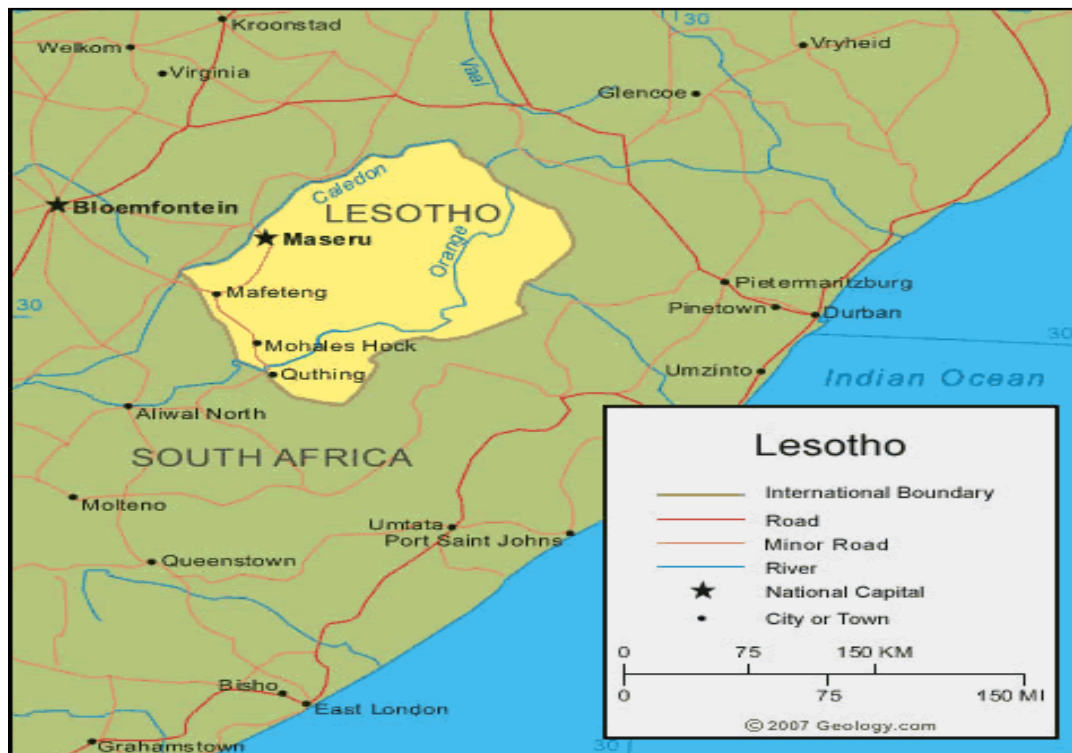 Kroonstad
30
Welkom
Vryheid
Virginia
Vaal
Glencoe
Caledon
Bloemfontein
LESOTHO
Maseru
Orange
Mafeteng
Pietermaritzburg
30
Pinetown
Durban
Mohales Hock
30
Quthing
Umzinto
Indian Ocean
Aliwal North
SOUTH AFRICA
Molteno
Umtata
Port Saint Johns
Queenstown
Bisho
East London
Grahamstown
30
Lesotho
International Boundary
Road
Minor Road
River
National Capital
City or Town
0 75 150 KM
0 75 150 MI
© 2007 Geology.com